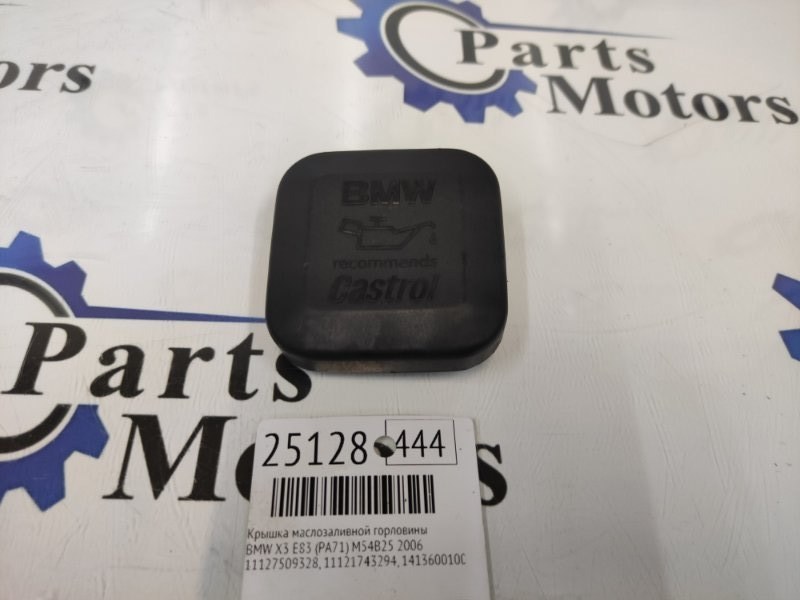 Parts
Motors
ors
BMW
recommends
Castrol
Parts
Motors
25128 444
Крышка маслозаливной горловины
BMW X3 E83 (PA71) M54B25 2006
11127509328, 11121743294, 141360010C